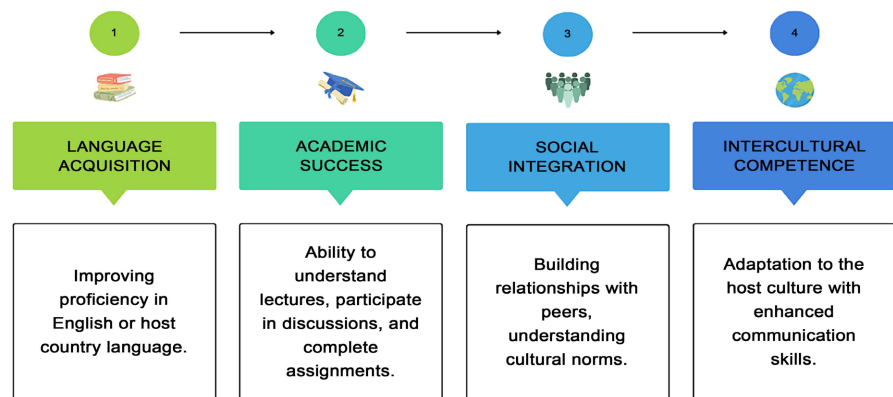 1
2
3
4
LANGUAGE
ACQUISITION
ACADEMIC
SUCCESS
SOCIAL
INTEGRATION
INTERCULTURAL
COMPETENCE
Improving
proficiency in
English or host
country language.
Ability to
understand
lectures, participate
in discussions, and
complete
assignments.
Building
relationships with
peers,
understanding
cultural norms.
Adaptation to the
host culture with
enhanced
communication
skills.